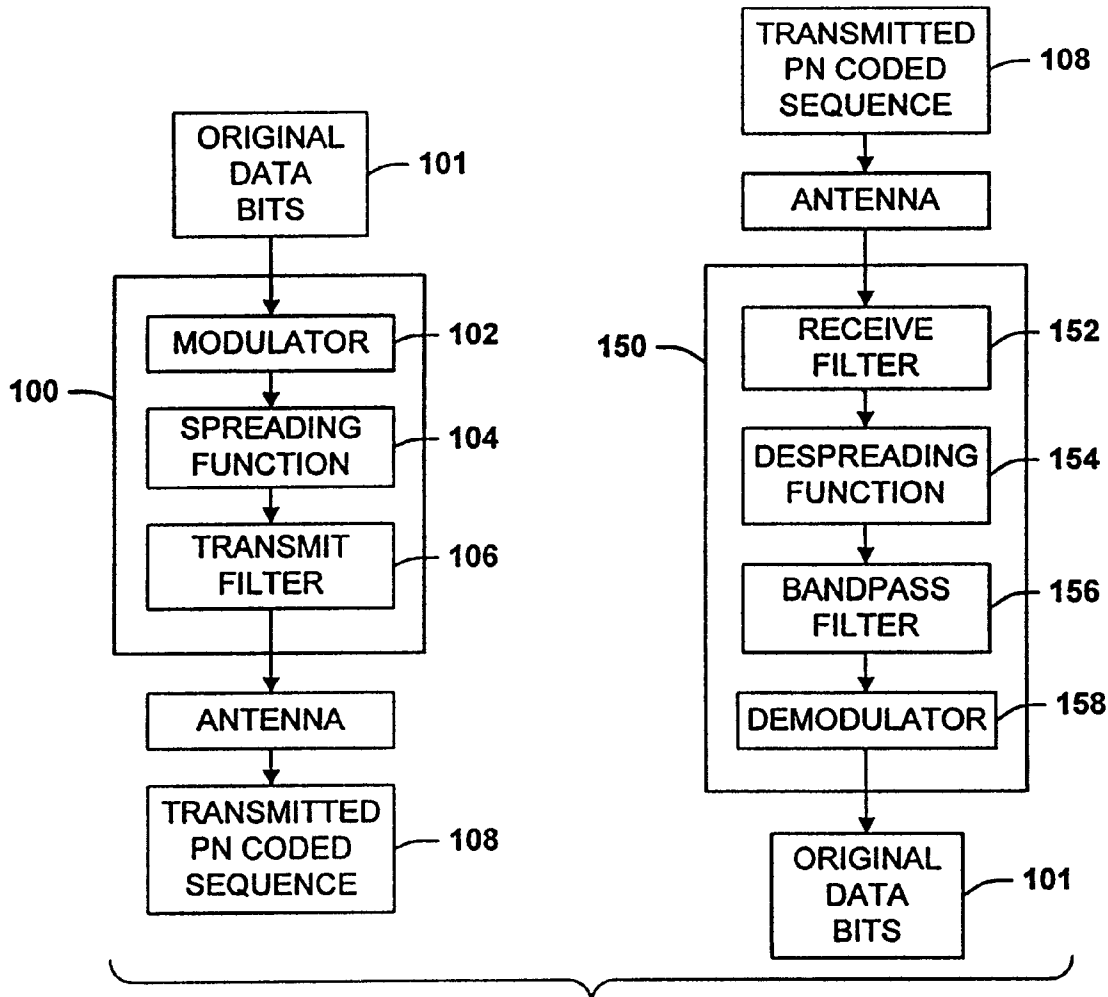 ORIGINAL
DATA
BITS
101
100
MODULATOR
102
SPREADING
FUNCTION
104
TRANSMIT
FILTER
106
ANTENNA
TRANSMITTED
PN CODED
SEQUENCE
108
TRANSMITTED
PN CODED
SEQUENCE
108
ANTENNA
150
RECEIVE
FILTER
152
DESPREADING
FUNCTION
154
BANDPASS
FILTER
156
DEMODULATOR
158
ORIGINAL
DATA
BITS
101